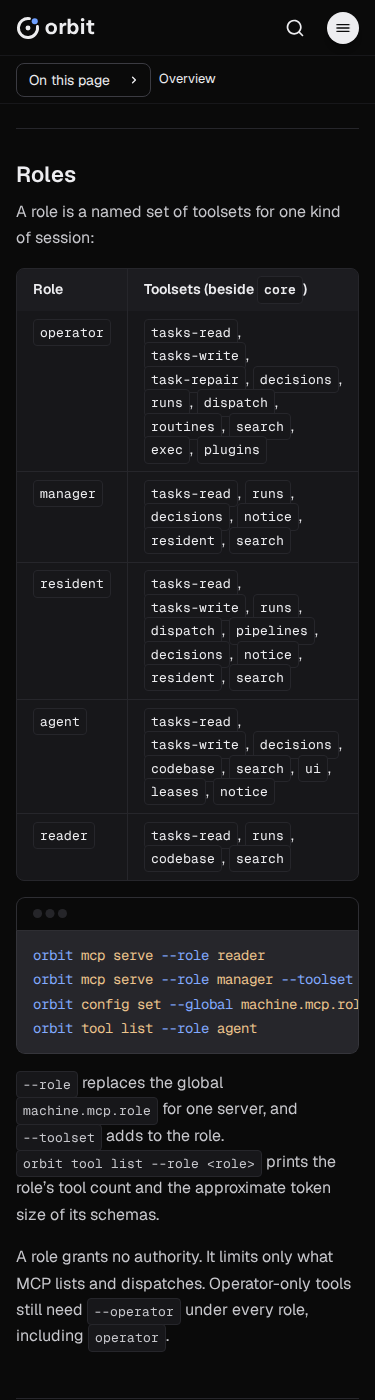 orbit
On this page
Overview
Roles
A role is a named set of toolsets for one kind
of session:
Role Toolsets (beside core)
operator tasks-read,
tasks-write,
task-repair, decisions,
runs, dispatch,
routines, search,
exec, plugins
manager tasks-read, runs,
decisions, notice,
resident, search
resident tasks-read,
tasks-write, runs,
dispatch, pipelines,
decisions, notice,
resident, search
agent tasks-read,
tasks-write, decisions,
codebase, search, ui,
leases, notice
reader tasks-read, runs,
codebase, search
orbit mcp serve --role reader
orbit mcp serve --role manager --toolset
orbit config set --global machine.mcp.rol
orbit tool list --role agent
--role replaces the global
machine.mcp.role for one server, and
--toolset adds to the role.
orbit tool list --role <role> prints the
role’s tool count and the approximate token
size of its schemas.
A role grants no authority. It limits only what
MCP lists and dispatches. Operator-only tools
still need --operator under every role,
including operator.